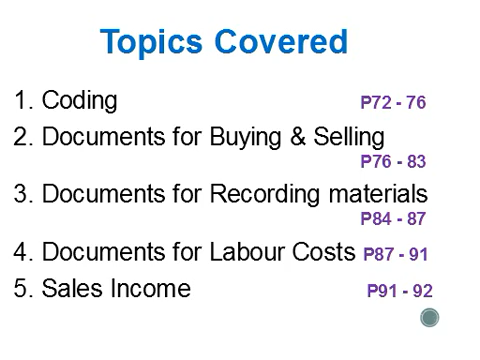 Topics Covered
1. Coding P72 - 76
2. Documents for Buying & Selling
P76 - 83
3. Documents for Recording materials
P84 - 87
4. Documents for Labour Costs P87 - 91
5. Sales Income P91 - 92